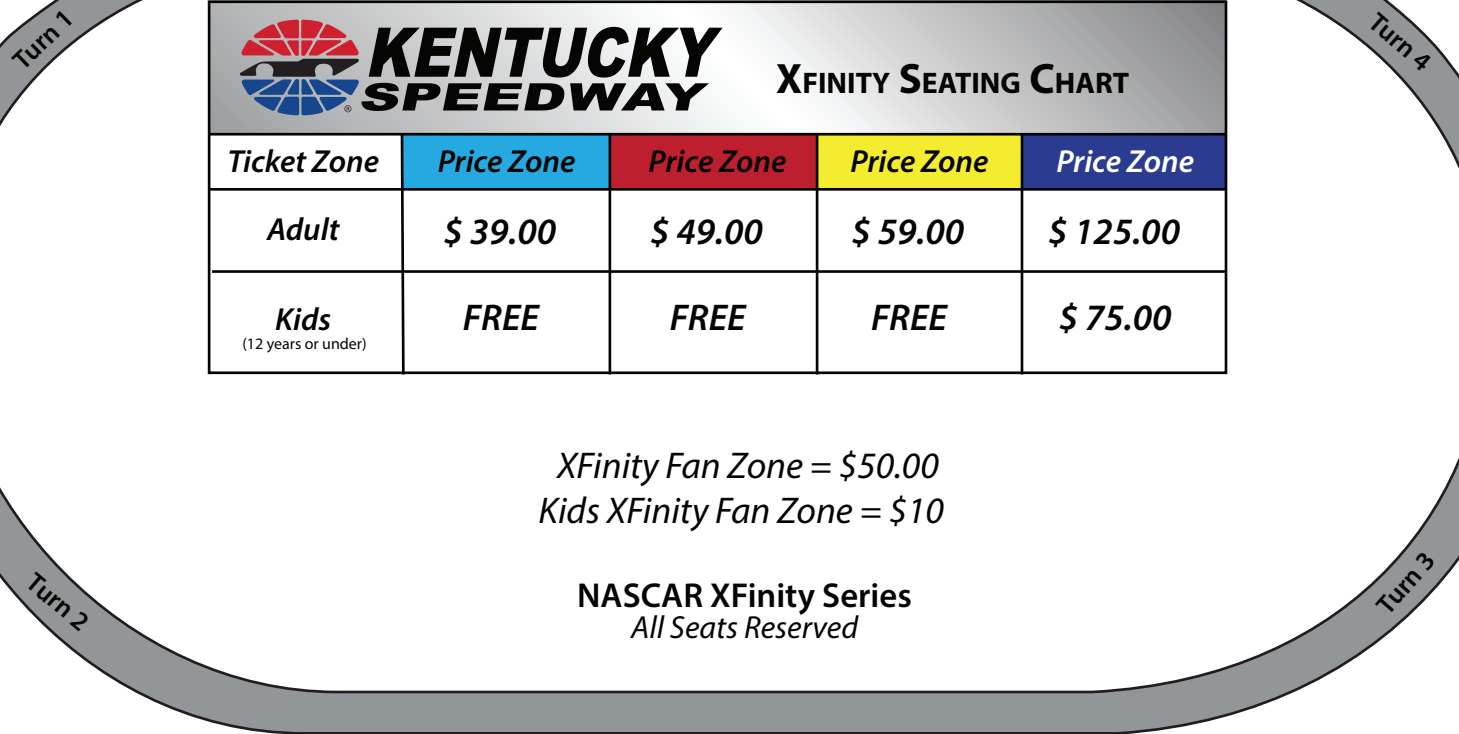 Turn 1
Turn 4
KENTUCKY
SPEEDWAY®
XFINITY SEATING CHART
Ticket Zone Price Zone Price Zone Price Zone Price Zone
Adult $ 39.00 $ 49.00 $ 59.00 $ 125.00
Kids FREE FREE FREE $ 75.00
(12 years or under)
XFinity Fan Zone = $50.00
Kids XFinity Fan Zone = $10
Turn 2
Turn 3
NASCAR XFinity Series
All Seats Reserved